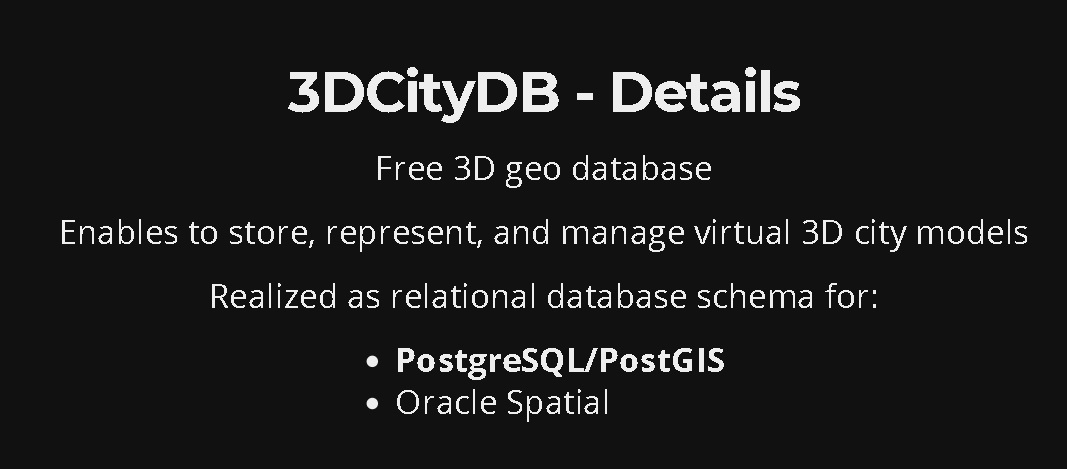 3DCityDB - Details
Free 3D geo database
Enables to store, represent, and manage virtual 3D city models
Realized as relational database schema for:
• PostgreSQL/PostGIS
• Oracle Spatial